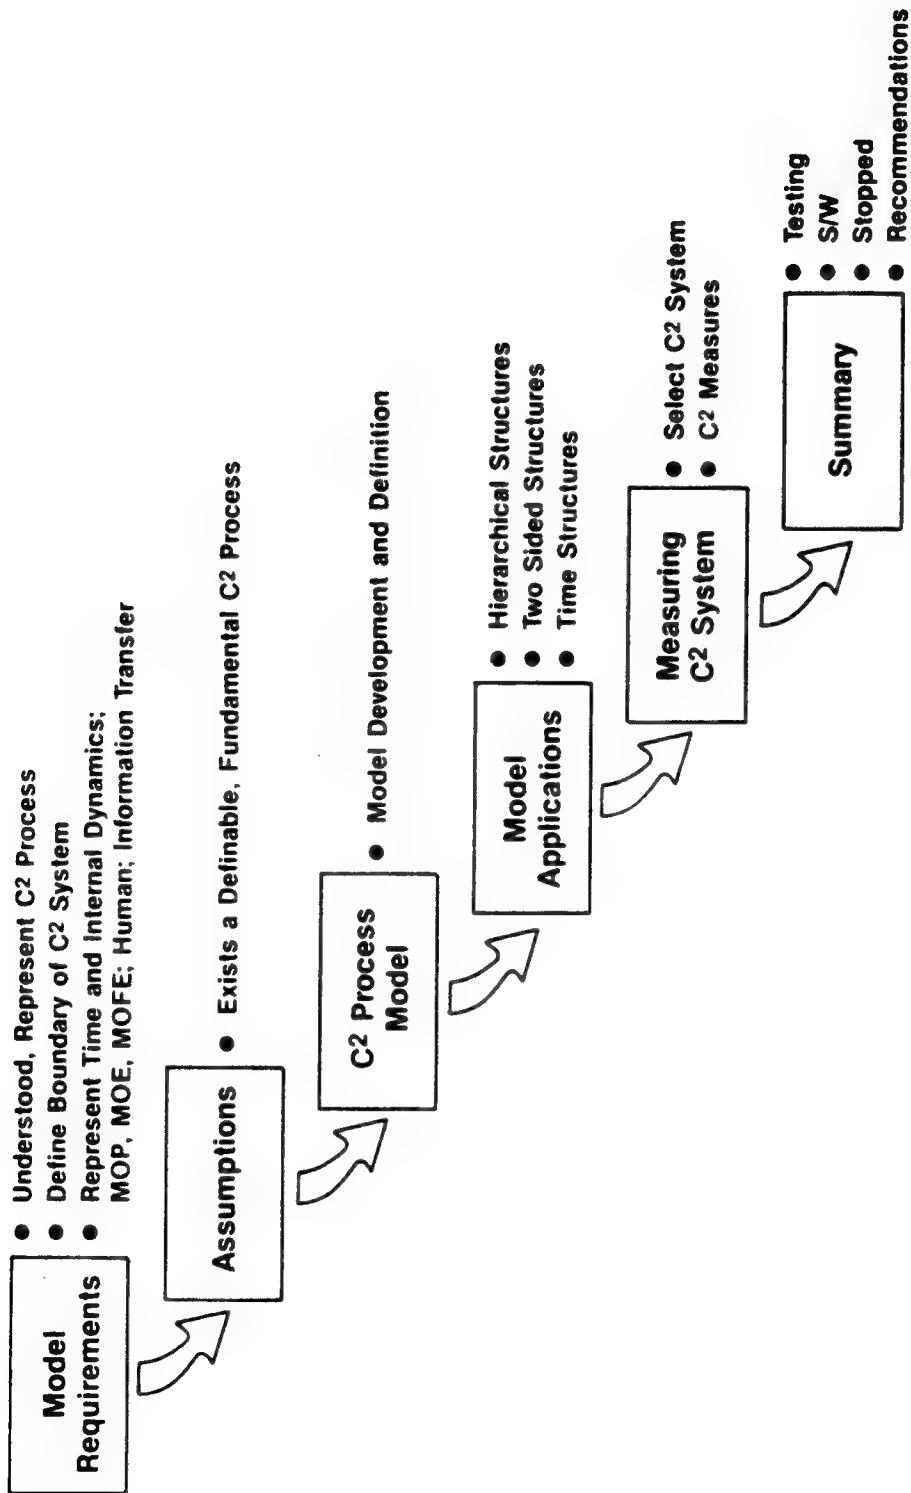 Model
Requirements
● Understood, Represent C² Process
● Define Boundary of C² System
● Represent Time and Internal Dynamics;
MOP, MOE, MOFE; Human; Information Transfer
Assumptions
● Exists a Definable, Fundamental C² Process
C² Process
Model
● Model Development and Definition
Model
Applications
● Hierarchical Structures
● Two Sided Structures
● Time Structures
Measuring
C² System
● Select C² System
● C² Measures
Summary
● Testing
● S/W
● Stopped
● Recommendations